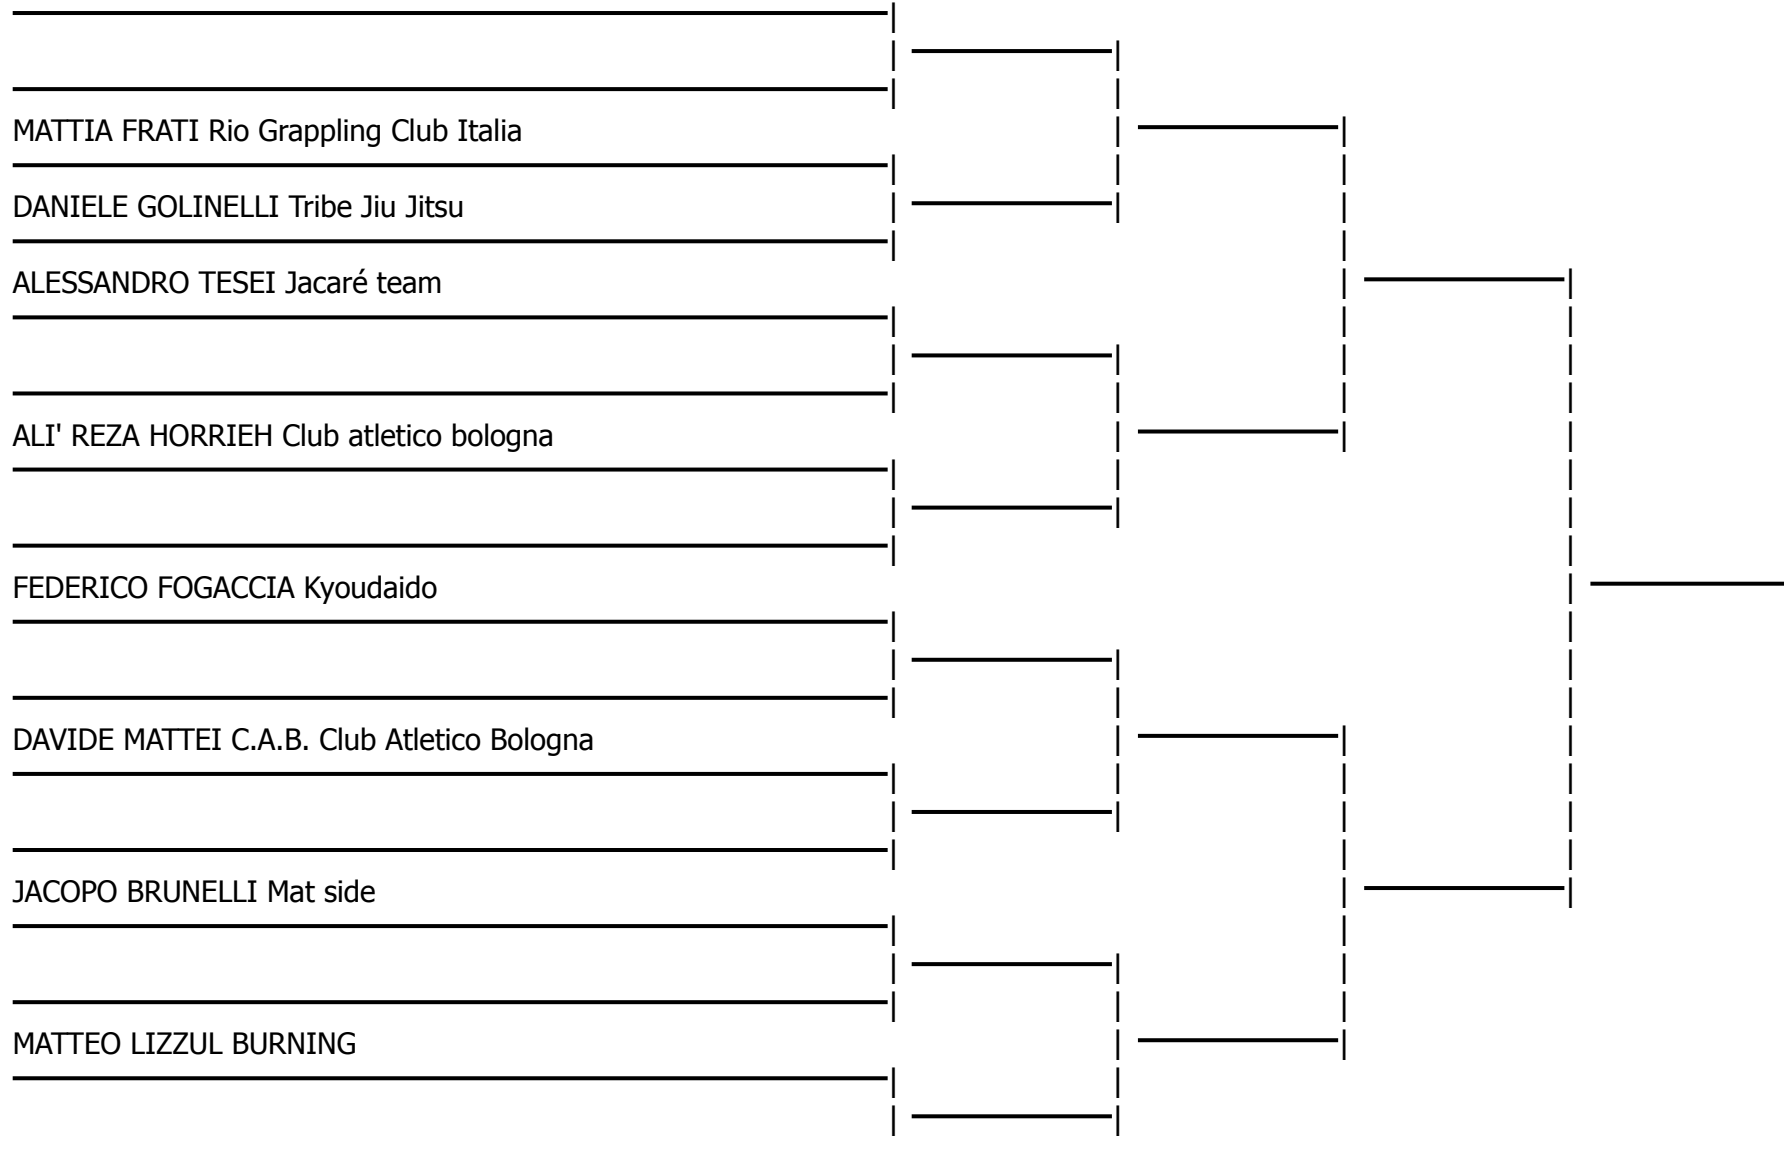 MATTIA FRATI Rio Grappling Club Italia
DANIELE GOLINELLI Tribe Jiu Jitsu
ALESSANDRO TESEI Jacaré team
ALI' REZA HORRIEH Club atletico bologna
FEDERICO FOGACCIA Kyoudaido
DAVIDE MATTEI C.A.B. Club Atletico Bologna
JACOPO BRUNELLI Mat side
MATTEO LIZZUL BURNING